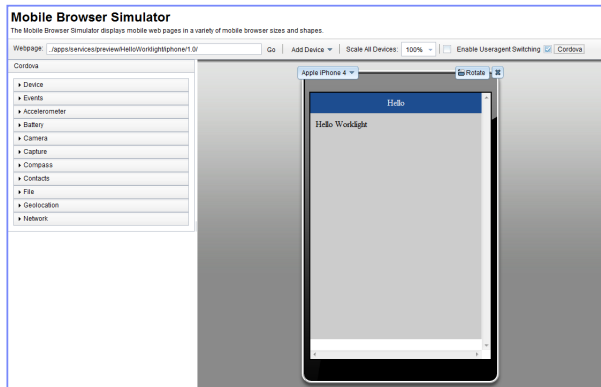 Mobile Browser Simulator
The Mobile Browser Simulator displays mobile web pages in a variety of mobile browser sizes and shapes.
Webpage: ../apps/services/preview/HelloWorklight/iphone/1.0/ Go Add Device Scale All Devices: 100% Enable Useragent Switching Cordova
Cordova
Device
Events
Accelerometer
Battery
Camera
Capture
Compass
Contacts
File
Geolocation
Network
Apple iPhone 4 Rotate
Hello
Hello Worklight